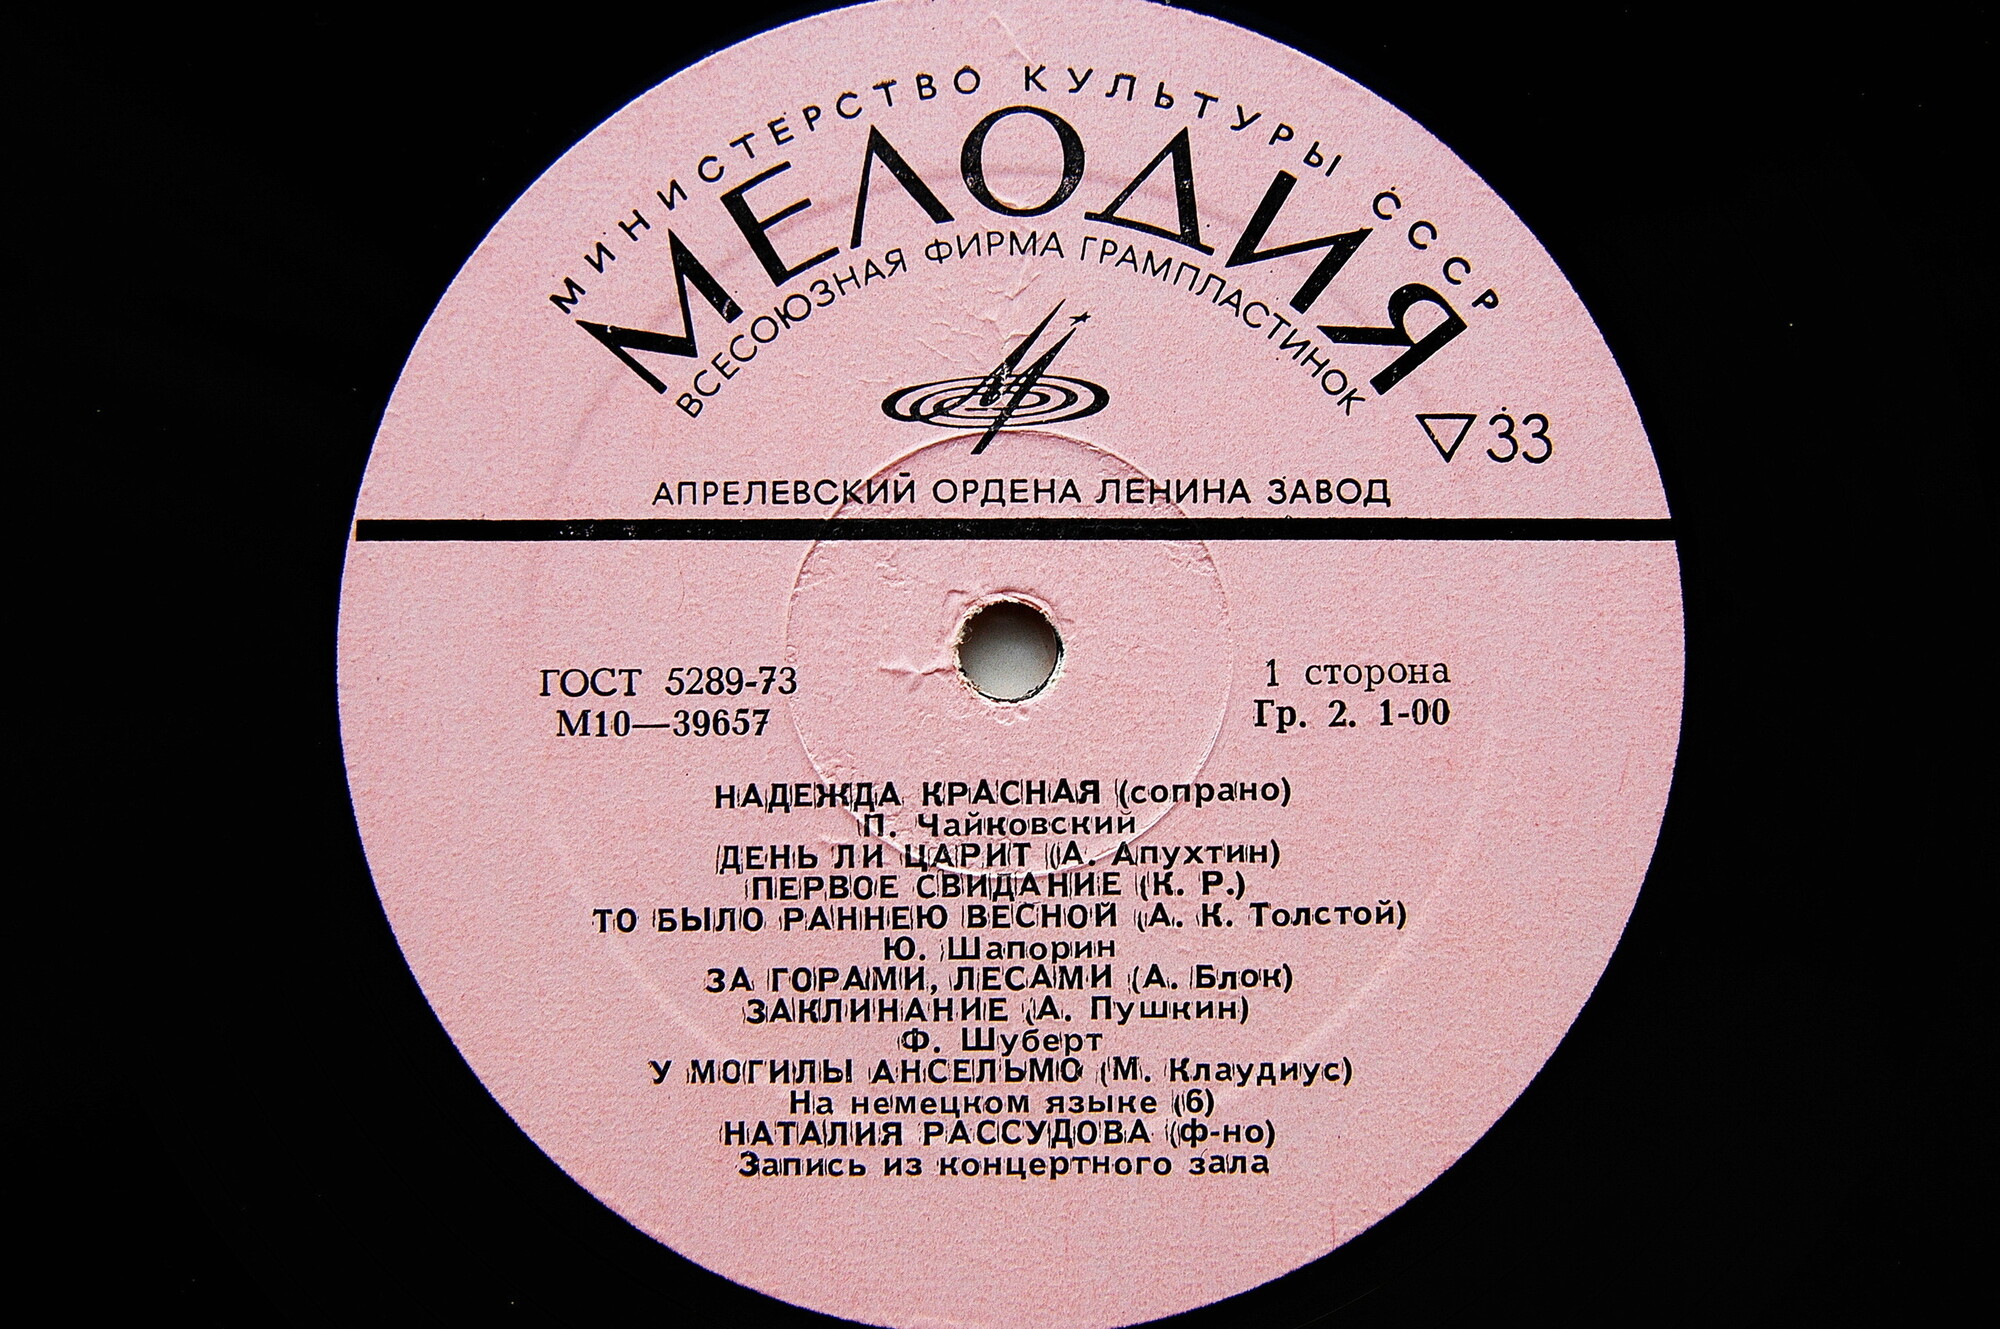 МИНИСТЕРСТВО КУЛЬТУРЫ СССР
МЕЛОДИЯ
ВСЕСОЮЗНАЯ ФИРМА ГРАМПЛАСТИНОК
33
АПРЕЛЕВСКИЙ ОРДЕНА ЛЕНИНА ЗАВОД
ГОСТ 5289-73
М10—39657
1 сторона
Гр. 2. 1-00
НАДЕЖДА КРАСНАЯ (сопрано)
П. Чайковский
ДЕНЬ ЛИ ЦАРИТ (А. Апухтин)
ПЕРВОЕ СВИДАНИЕ (К. Р.)
ТО БЫЛО РАННЕЮ ВЕСНОЙ (А. К. Толстой)
Ю. Шапорин
ЗА ГОРАМИ, ЛЕСАМИ (А. Блок)
ЗАКЛИНАНИЕ (А. Пушкин)
Ф. Шуберт
У МОГИЛЫ АНСЕЛЬМО (М. Клаудиус)
На немецком языке (6)
НАТАЛИЯ РАССУДОВА (ф-но)
Запись из концертного зала